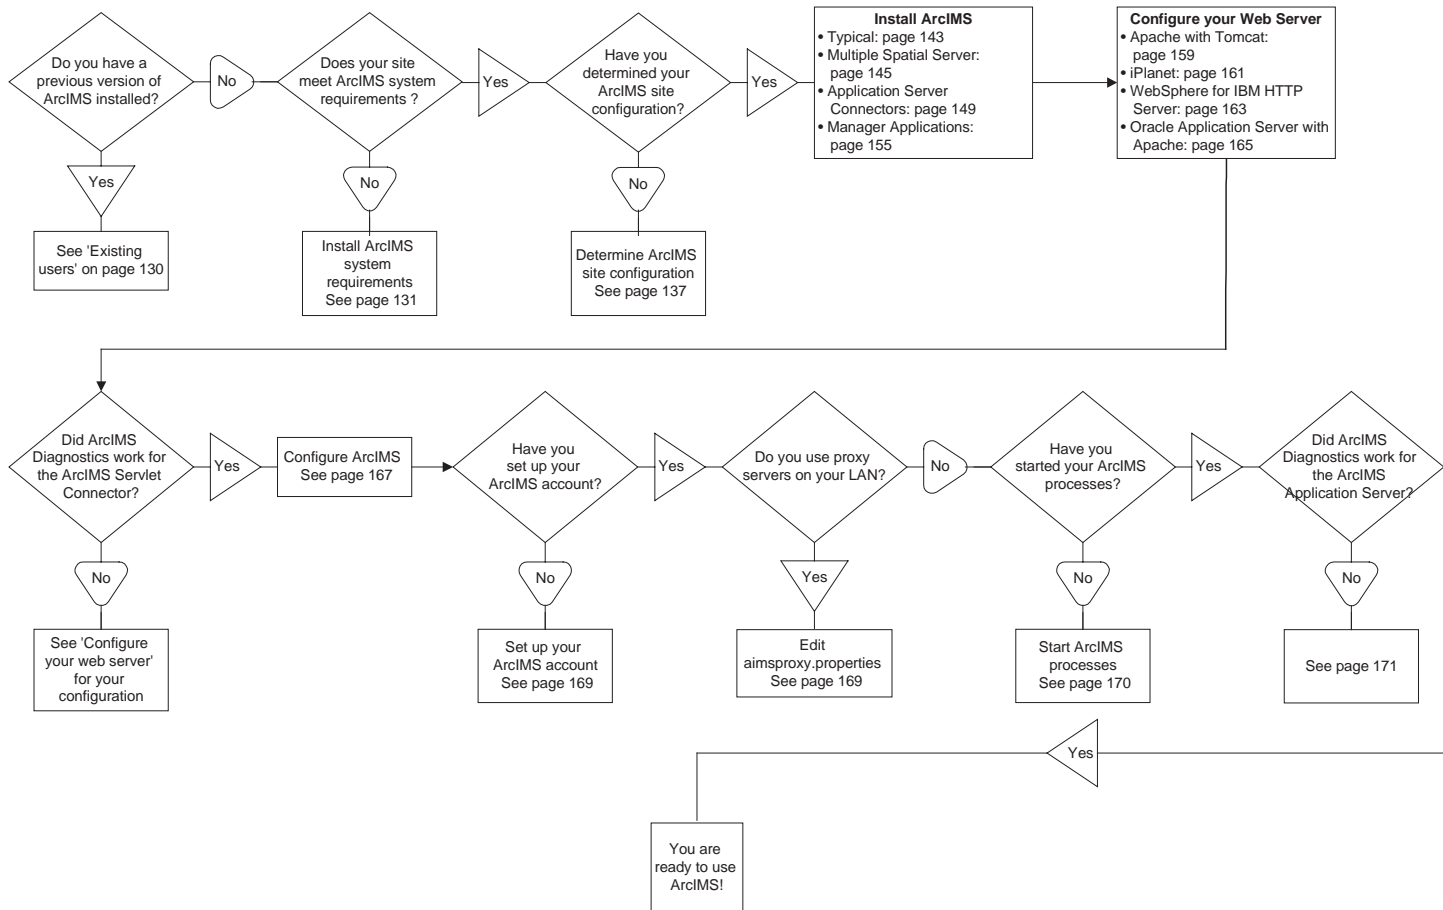 Do you have a
previous version of
ArcIMS installed?
No
Yes
See 'Existing
users' on page 130
Does your site
meet ArcIMS system
requirements ?
Yes
No
Install ArcIMS
system
requirements
See page 131
Have you
determined your
ArcIMS site
configuration?
Yes
No
Determine ArcIMS
site configuration
See page 137
Install ArcIMS
• Typical: page 143
• Multiple Spatial Server:
page 145
• Application Server
Connectors: page 149
• Manager Applications:
page 155
Configure your Web Server
• Apache with Tomcat:
page 159
• iPlanet: page 161
• WebSphere for IBM HTTP
Server: page 163
• Oracle Application Server with
Apache: page 165
Did ArcIMS
Diagnostics work for
the ArcIMS Servlet
Connector?
Yes
No
See 'Configure
your web server'
for your
configuration
Configure ArcIMS
See page 167
Have you
set up your
ArcIMS account?
Yes
No
Set up your
ArcIMS account
See page 169
Do you use proxy
servers on your LAN?
No
Yes
Edit
aimsproxy.properties
See page 169
Have you
started your ArcIMS
processes?
Yes
No
Start ArcIMS
processes
See page 170
Did ArcIMS
Diagnostics work for
the ArcIMS
Application Server?
No
See page 171
Yes
You are
ready to use
ArcIMS!